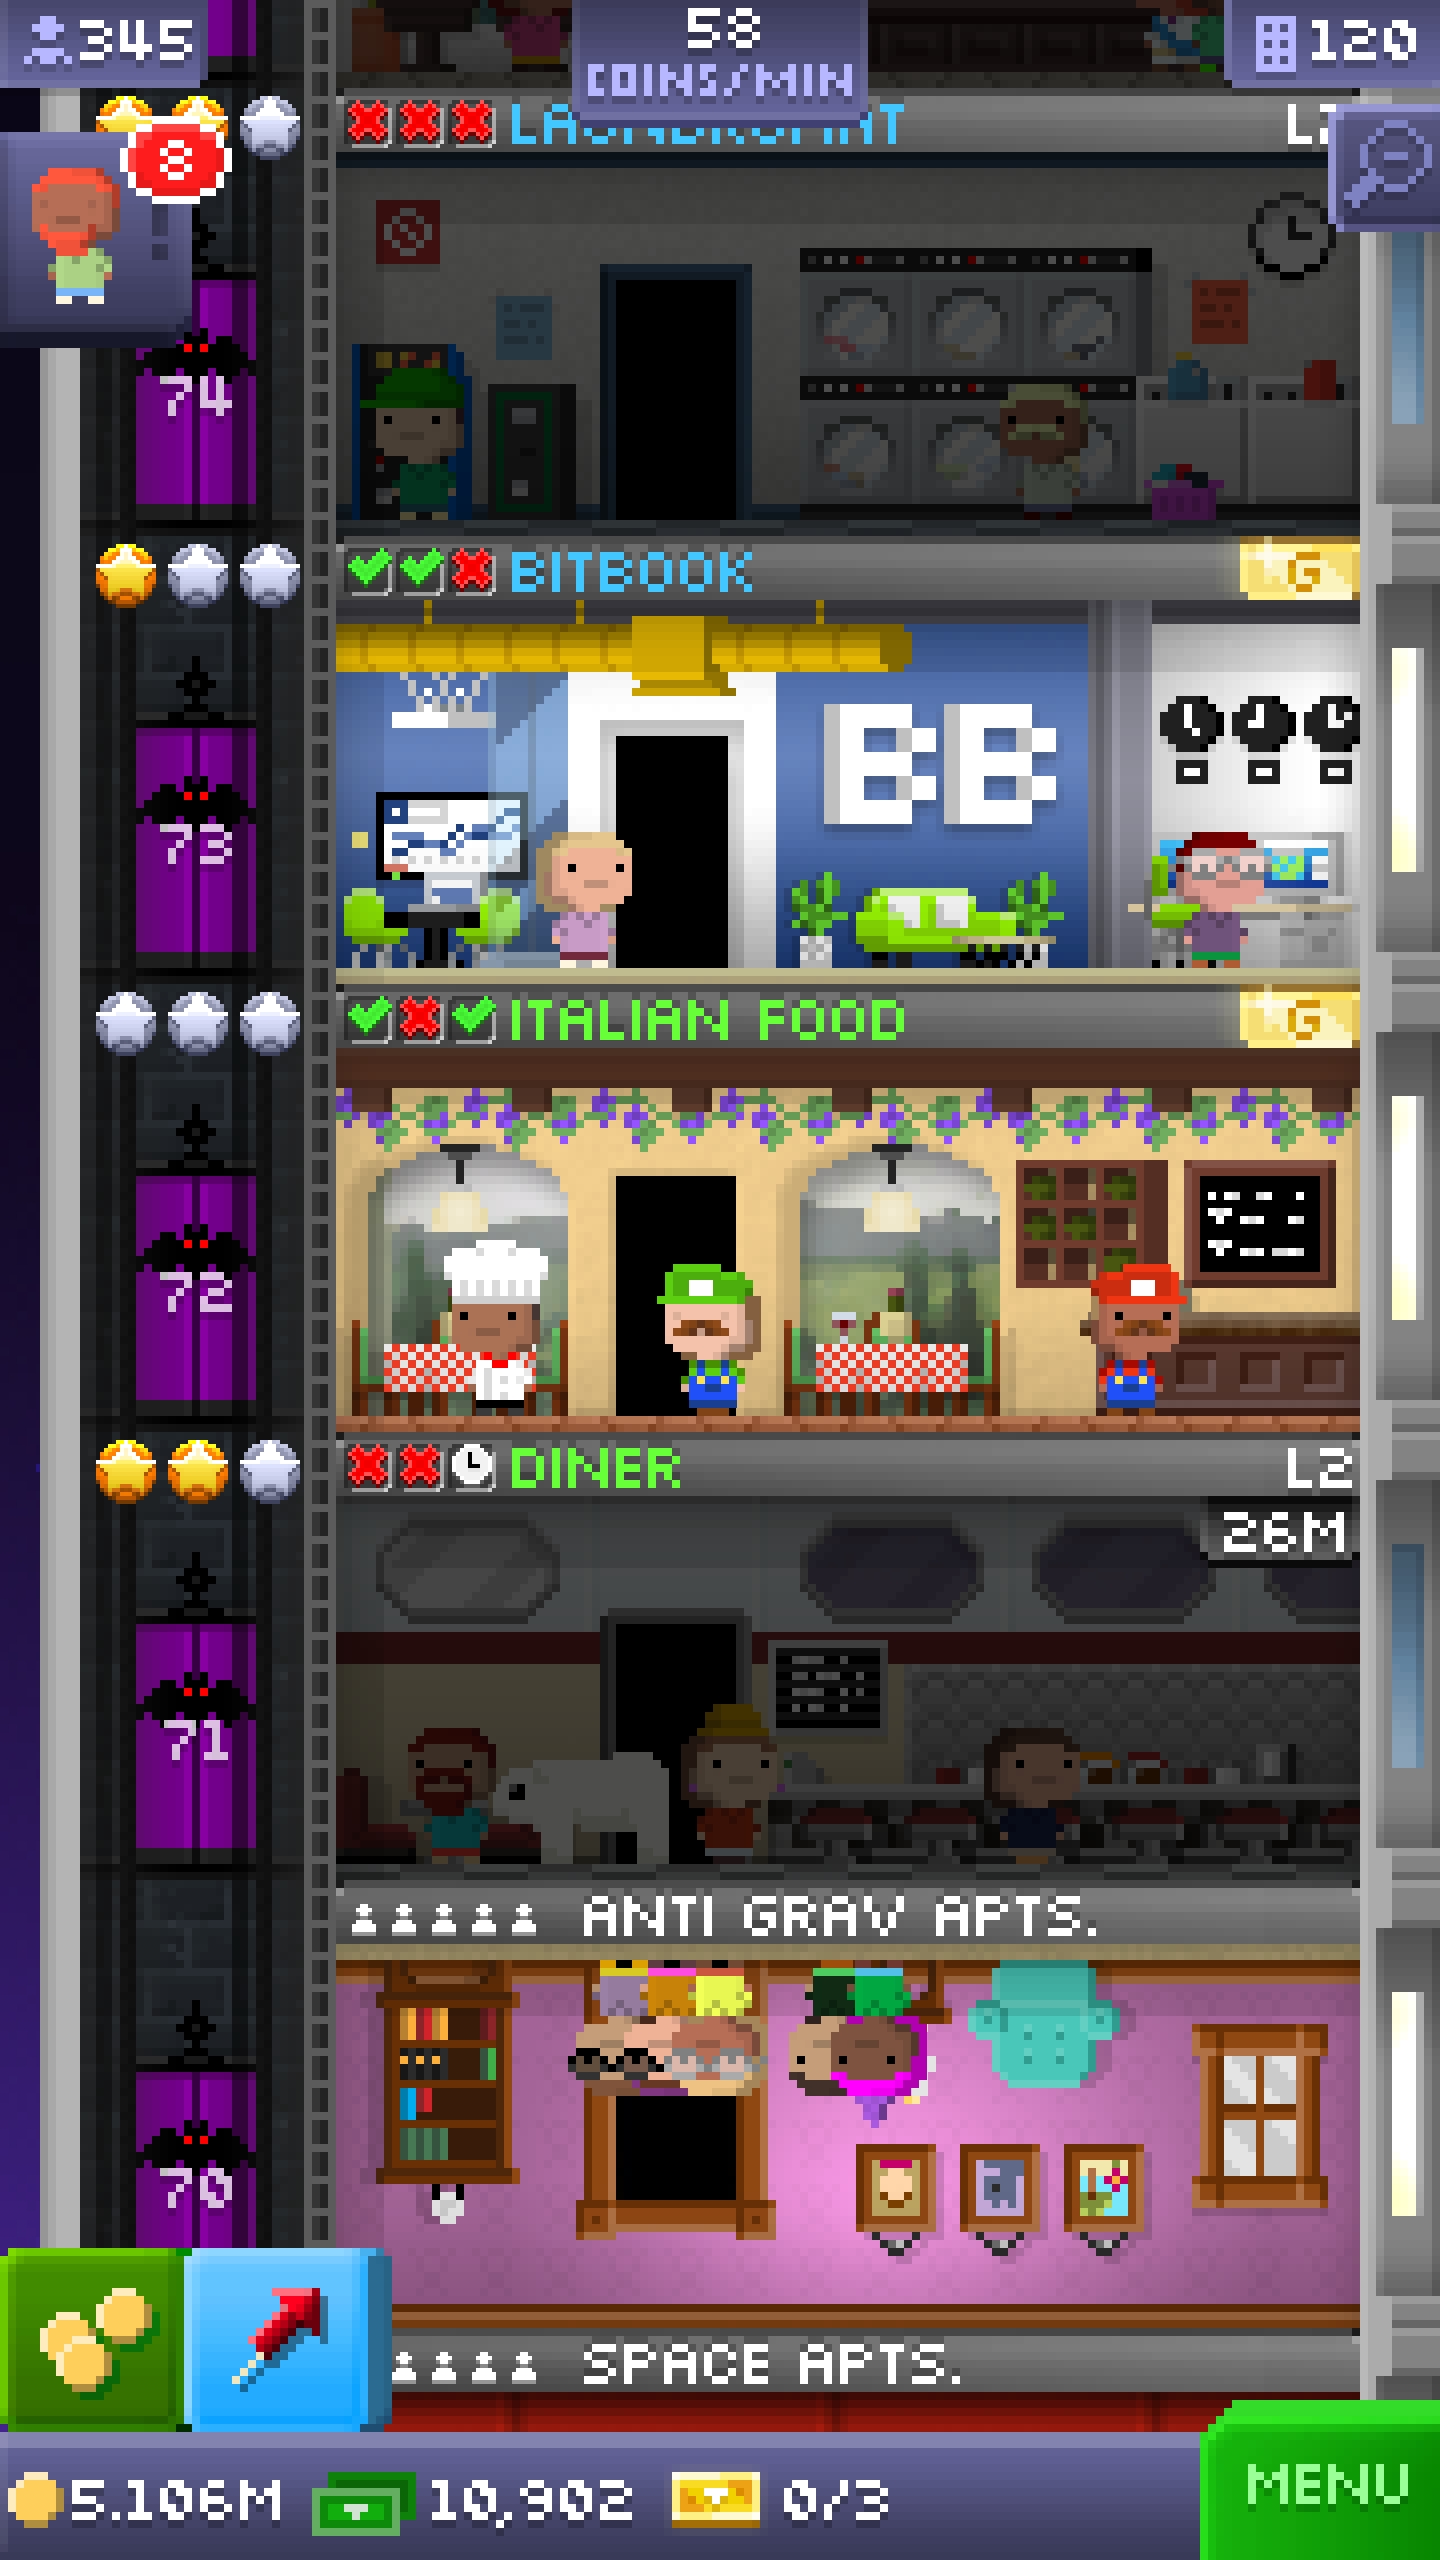 345
58
COINS/MIN
120
8
LAUNDROMAT
74
BITBOOK
G
BB
73
ITALIAN FOOD
G
72
DINER
L2
26M
71
ANTI GRAV APTS.
70
SPACE APTS.
5.106M
10,902
0/3
MENU